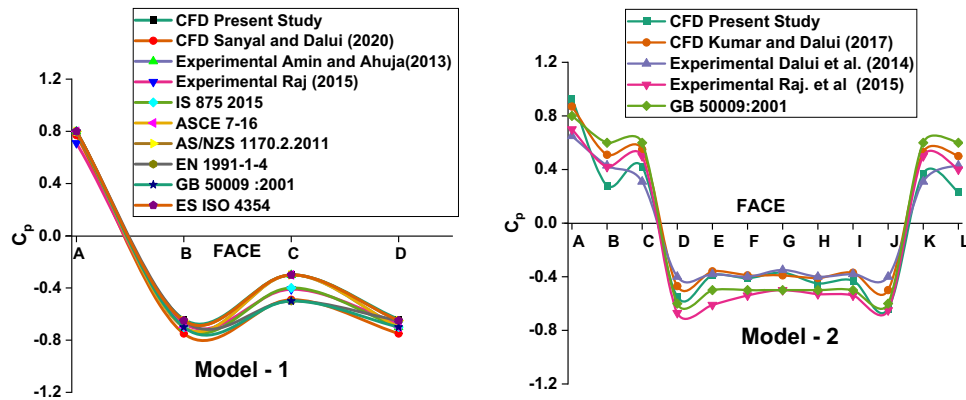 CFD Present Study
CFD Sanyal and Dalui (2020)
Experimental Amin and Ahuja(2013)
Experimental Raj (2015)
IS 875 2015
ASCE 7-16
AS/NZS 1170.2.2011
EN 1991-1-4
GB 50009 :2001
ES ISO 4354
1.2
0.8
0.4
0.0
-0.4
-0.8
-1.2
Cp
A B FACE C D
Model - 1
CFD Present Study
CFD Kumar and Dalui (2017)
Experimental Dalui et al. (2014)
Experimental Raj. et al (2015)
GB 50009:2001
1.2
0.8
0.4
0.0
-0.4
-0.8
-1.2
Cp
FACE
A B C D E F G H I J K L
Model - 2